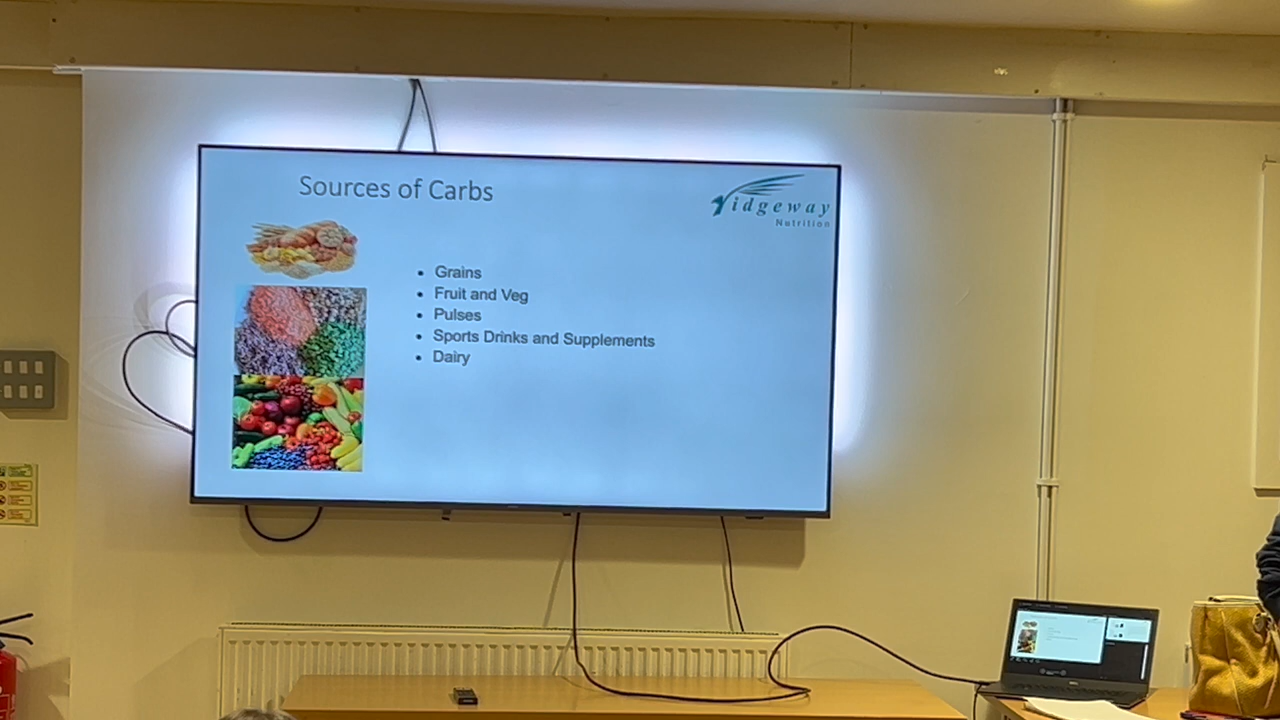 Sources of Carbs
Ridgeway
Nutrition
• Grains
• Fruit and Veg
• Pulses
• Sports Drinks and Supplements
• Dairy